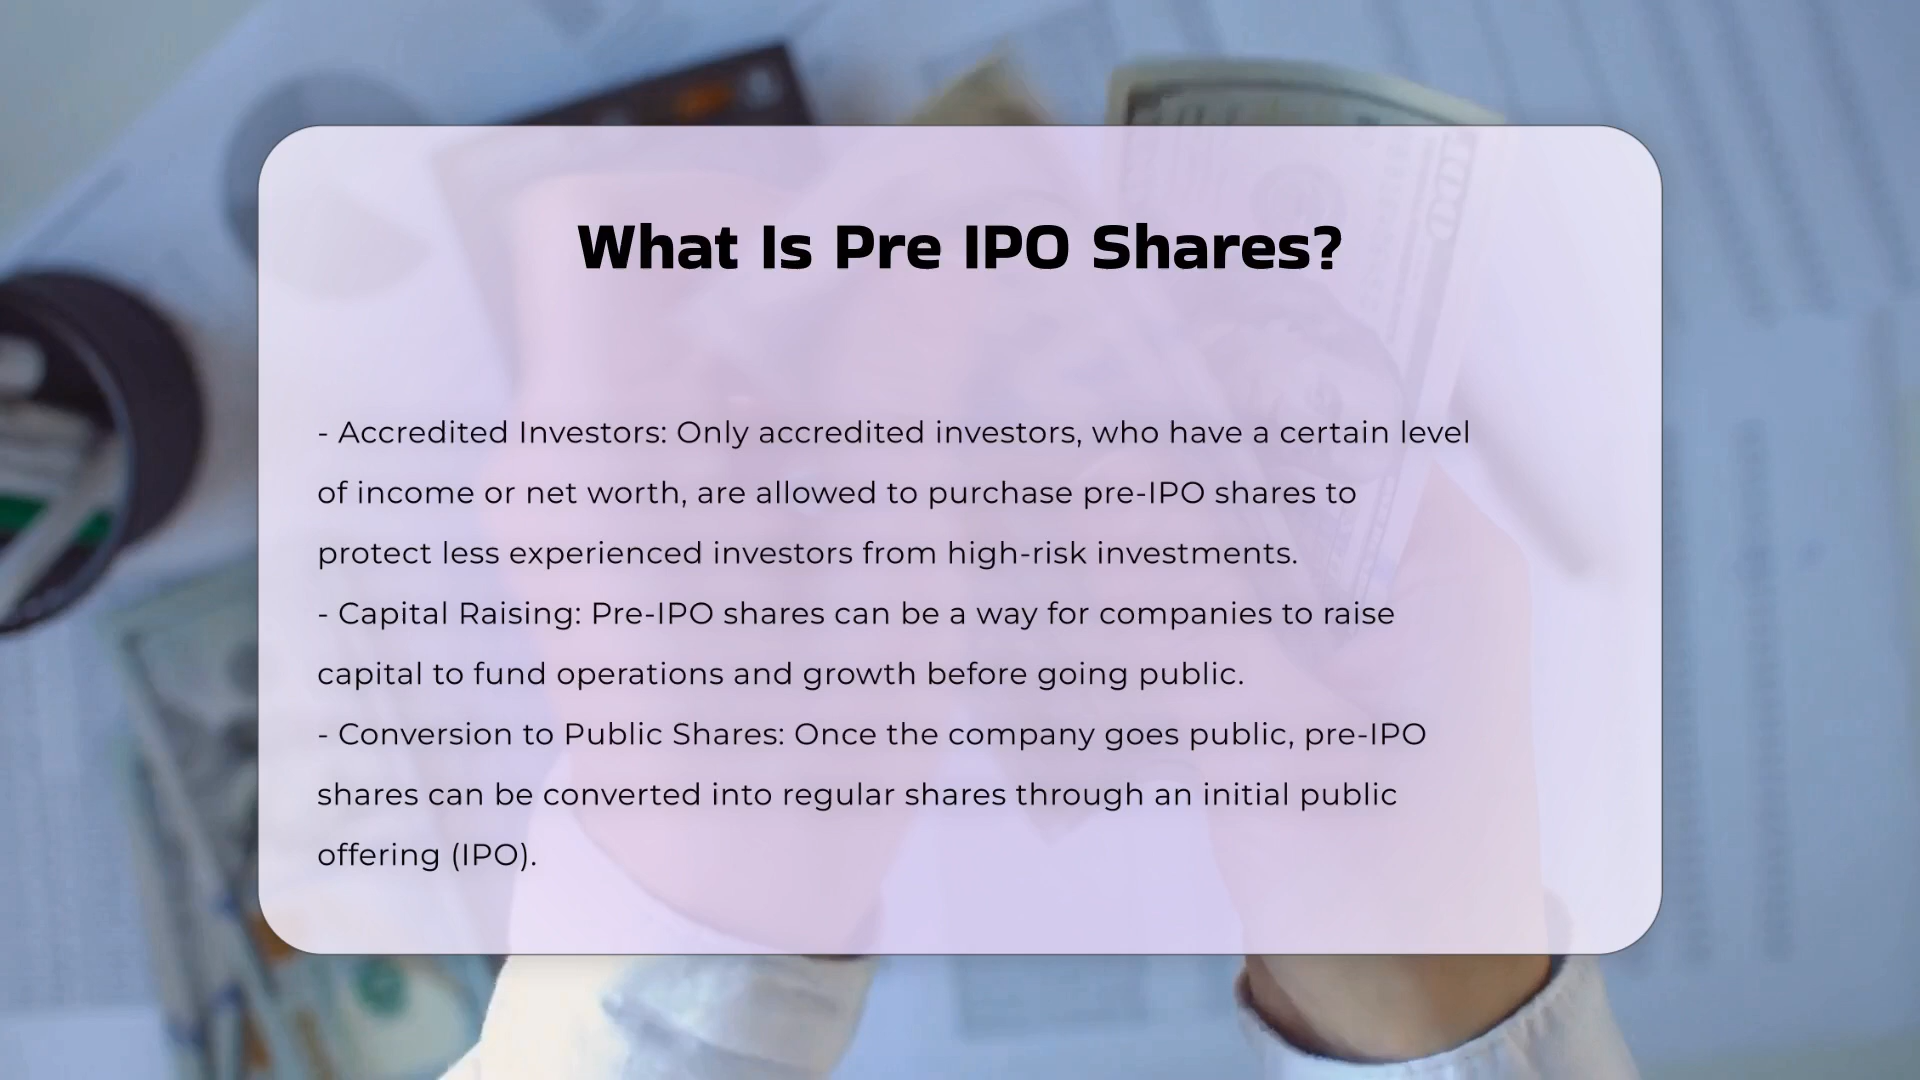 What Is Pre IPO Shares?
- Accredited Investors: Only accredited investors, who have a certain level
of income or net worth, are allowed to purchase pre-IPO shares to
protect less experienced investors from high-risk investments.
- Capital Raising: Pre-IPO shares can be a way for companies to raise
capital to fund operations and growth before going public.
- Conversion to Public Shares: Once the company goes public, pre-IPO
shares can be converted into regular shares through an initial public
offering (IPO).